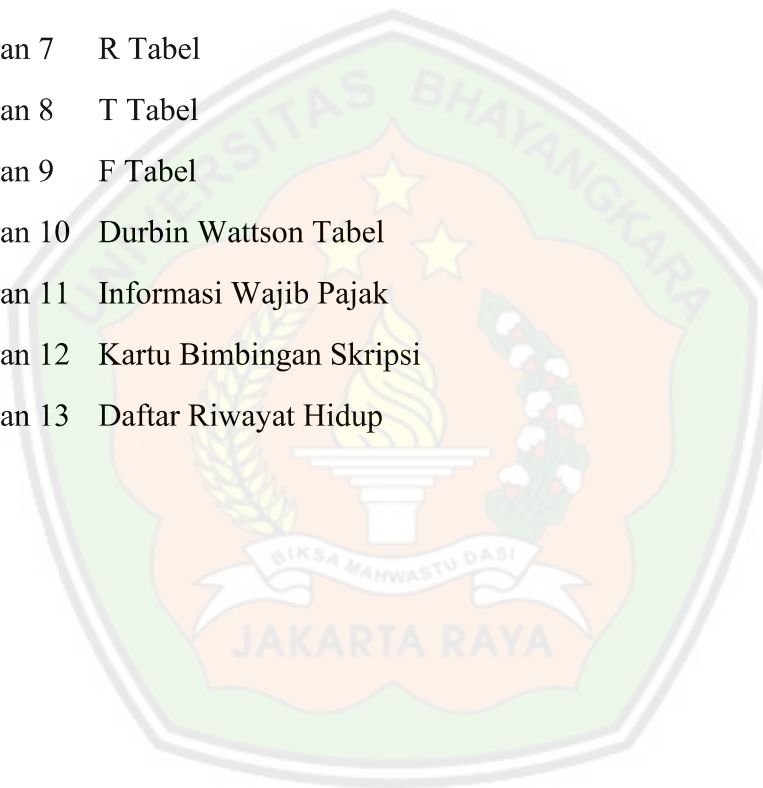 an 7 R Tabel
an 8 T Tabel
an 9 F Tabel
an 10 Durbin Wattson Tabel
an 11 Informasi Wajib Pajak
an 12 Kartu Bimbingan Skripsi
an 13 Daftar Riwayat Hidup
UNIVERSITAS BHAYANGKARA
BIKSA MAHWASTU DASI
JAKARTA RAYA